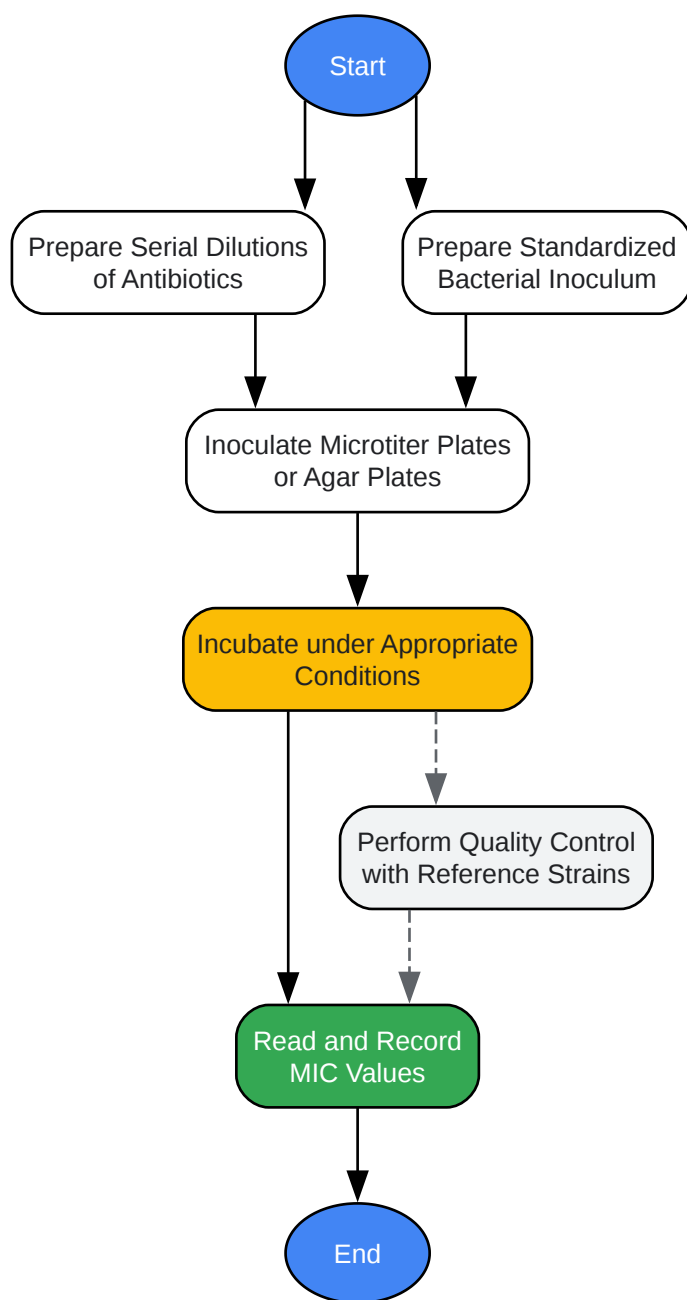 Start
Prepare Serial Dilutions
of Antibiotics
Prepare Standardized
Bacterial Inoculum
Inoculate Microtiter Plates
or Agar Plates
Incubate under Appropriate
Conditions
Perform Quality Control
with Reference Strains
Read and Record
MIC Values
End